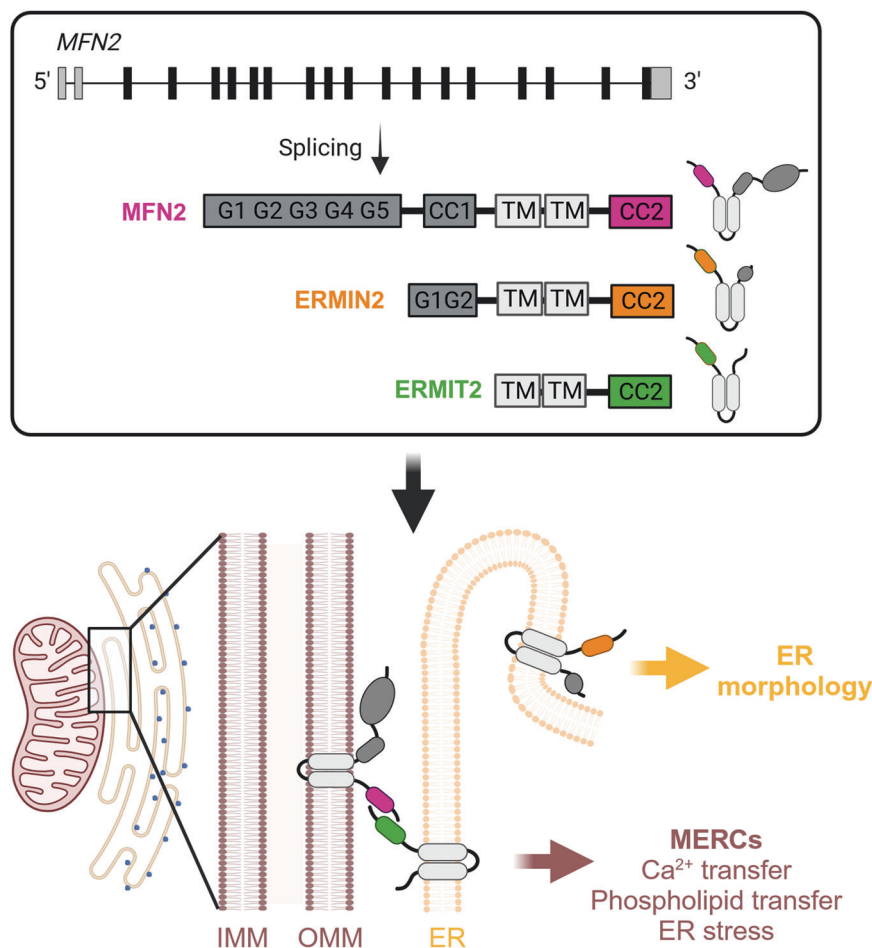 MFN2
5' 3'
Splicing
MFN2 G1 G2 G3 G4 G5 CC1 TM TM CC2
ERMIN2 G1G2 TM TM CC2
ERMIT2 TM TM CC2
ER
morphology
MERCs
Ca²⁺ transfer
Phospholipid transfer
ER stress
IMM OMM ER